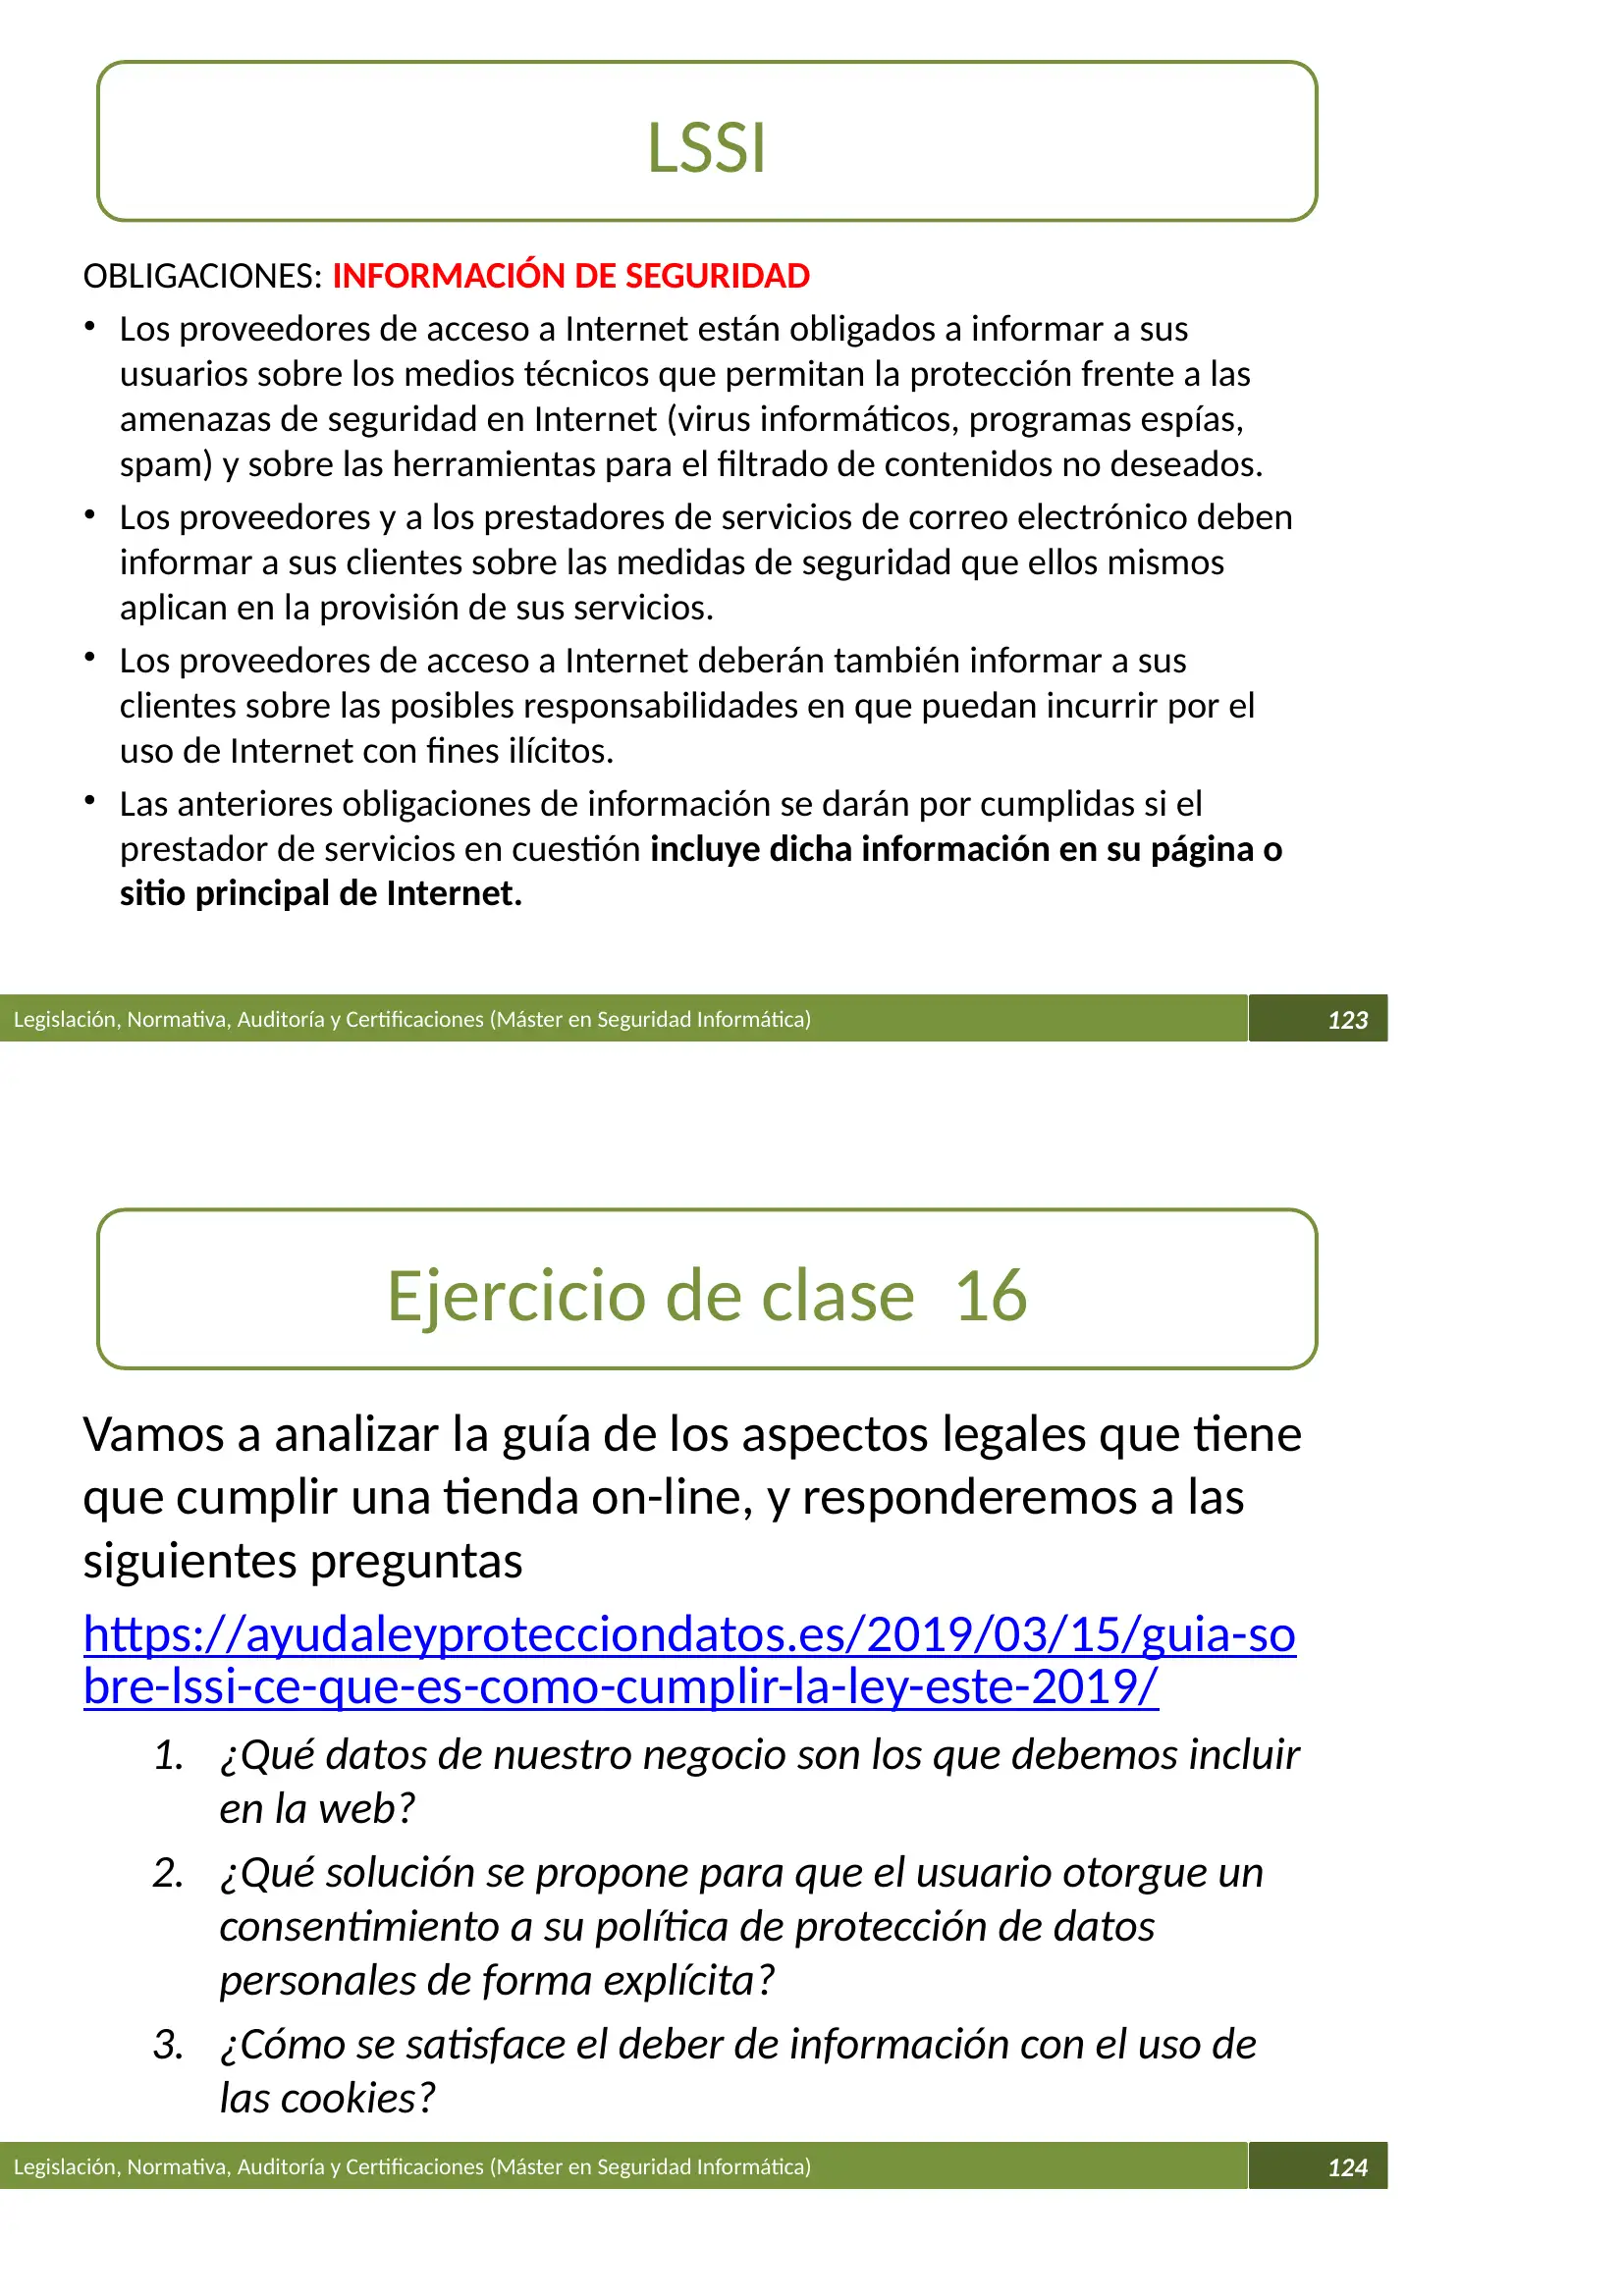 LSSI
OBLIGACIONES: INFORMACIÓN DE SEGURIDAD
• Los proveedores de acceso a Internet están obligados a informar a sus
usuarios sobre los medios técnicos que permitan la protección frente a las
amenazas de seguridad en Internet (virus informáticos, programas espías,
spam) y sobre las herramientas para el filtrado de contenidos no deseados.
• Los proveedores y a los prestadores de servicios de correo electrónico deben
informar a sus clientes sobre las medidas de seguridad que ellos mismos
aplican en la provisión de sus servicios.
• Los proveedores de acceso a Internet deberán también informar a sus
clientes sobre las posibles responsabilidades en que puedan incurrir por el
uso de Internet con fines ilícitos.
• Las anteriores obligaciones de información se darán por cumplidas si el
prestador de servicios en cuestión incluye dicha información en su página o
sitio principal de Internet.
Legislación, Normativa, Auditoría y Certificaciones (Máster en Seguridad Informática) 123
Ejercicio de clase 16
Vamos a analizar la guía de los aspectos legales que tiene
que cumplir una tienda on-line, y responderemos a las
siguientes preguntas
https://ayudaleyprotecciondatos.es/2019/03/15/guia-so
bre-lssi-ce-que-es-como-cumplir-la-ley-este-2019/
1. ¿Qué datos de nuestro negocio son los que debemos incluir
en la web?
2. ¿Qué solución se propone para que el usuario otorgue un
consentimiento a su política de protección de datos
personales de forma explícita?
3. ¿Cómo se satisface el deber de información con el uso de
las cookies?
Legislación, Normativa, Auditoría y Certificaciones (Máster en Seguridad Informática) 124